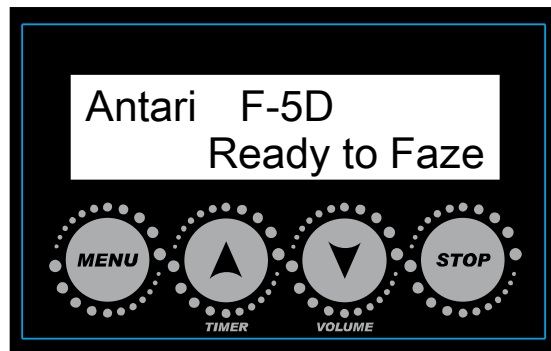 Antari F-5D
Ready to Faze
MENU
STOP
TIMER
VOLUME